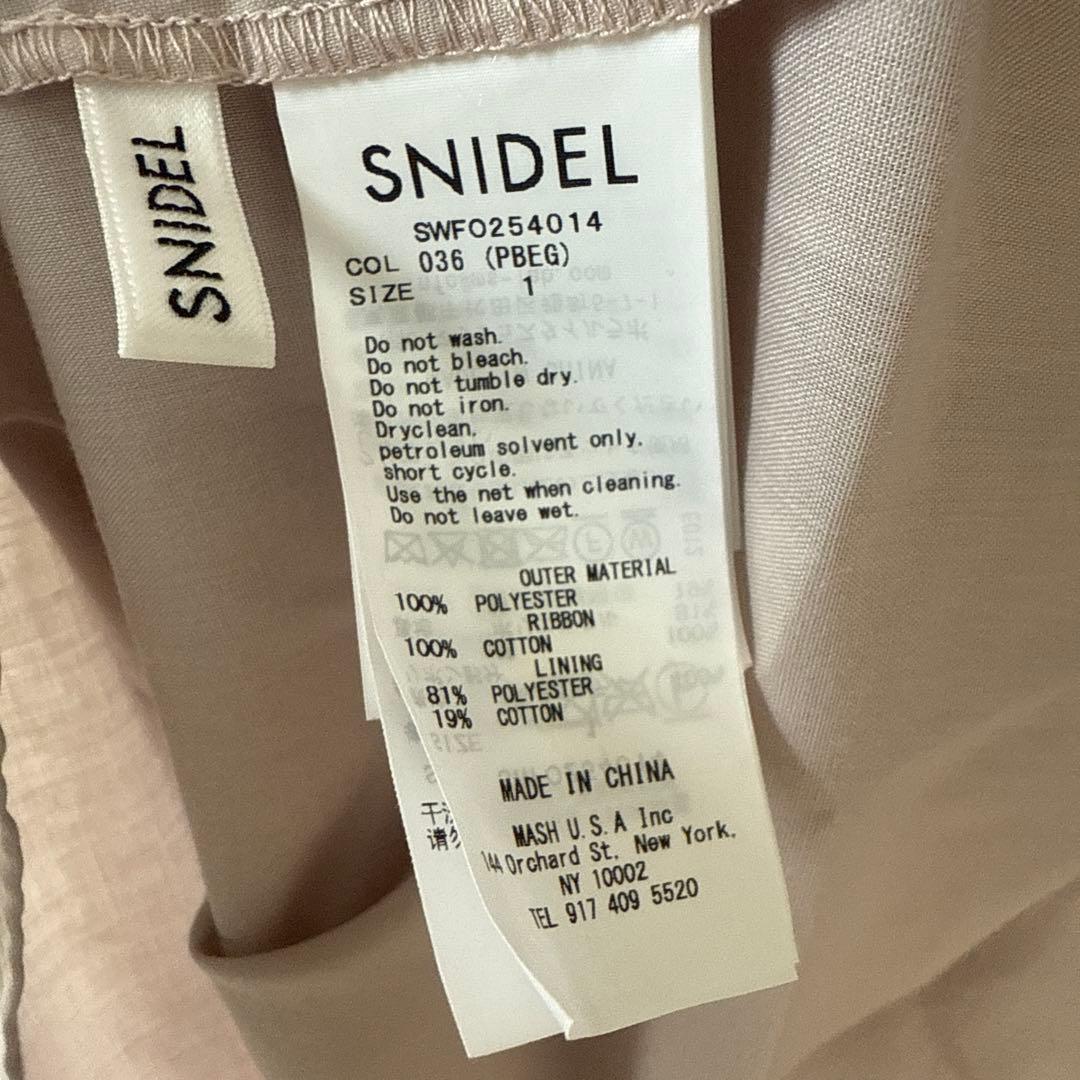 SNIDEL
SNIDEL
SWFO254014
COL 036 (PBEG)
SIZE 1
Do not wash.
Do not bleach.
Do not tumble dry.
Do not iron.
Dryclean,
petroleum solvent only.
short cycle.
Use the net when cleaning.
Do not leave wet.
OUTER MATERIAL
100% POLYESTER
RIBBON
100% COTTON
LINING
81% POLYESTER
19% COTTON
MADE IN CHINA
MASH U.S.A Inc
144 Orchard St. New York,
NY 10002
TEL 917 409 5520
干
请